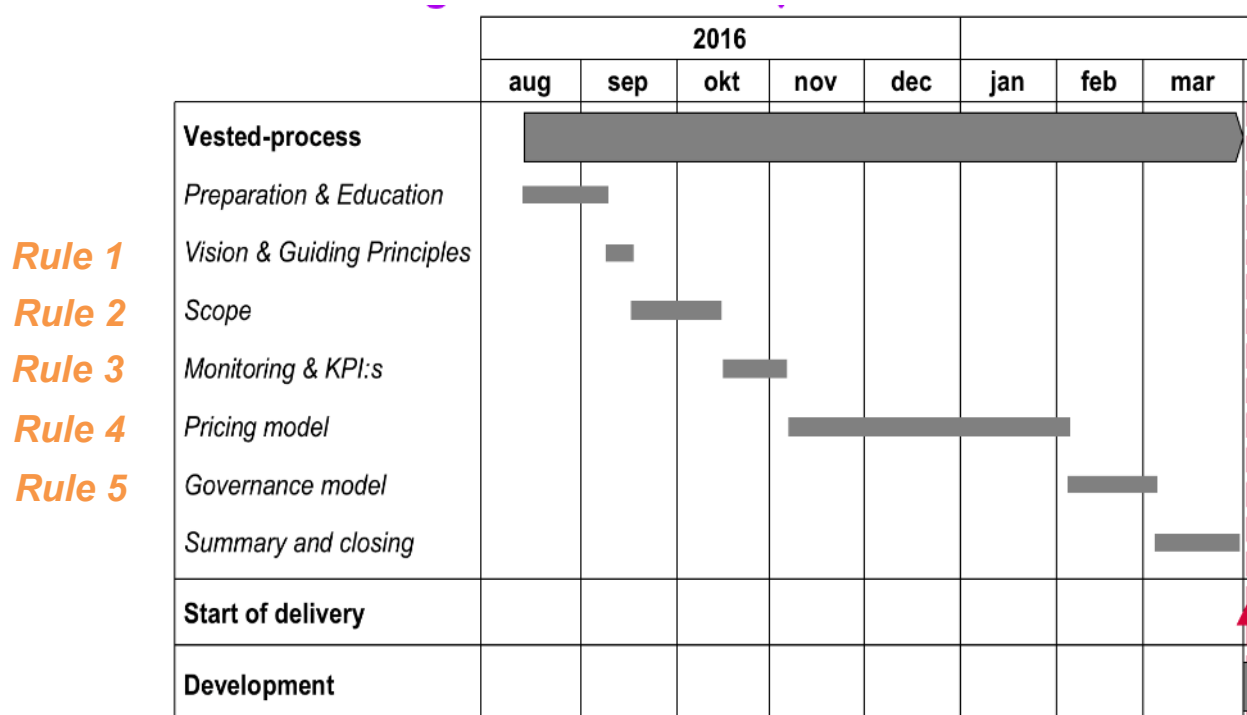 2016
aug sep okt nov dec jan feb mar
Vested-process
Preparation & Education
Rule 1 Vision & Guiding Principles
Rule 2 Scope
Rule 3 Monitoring & KPI:s
Rule 4 Pricing model
Rule 5 Governance model
Summary and closing
Start of delivery
Development